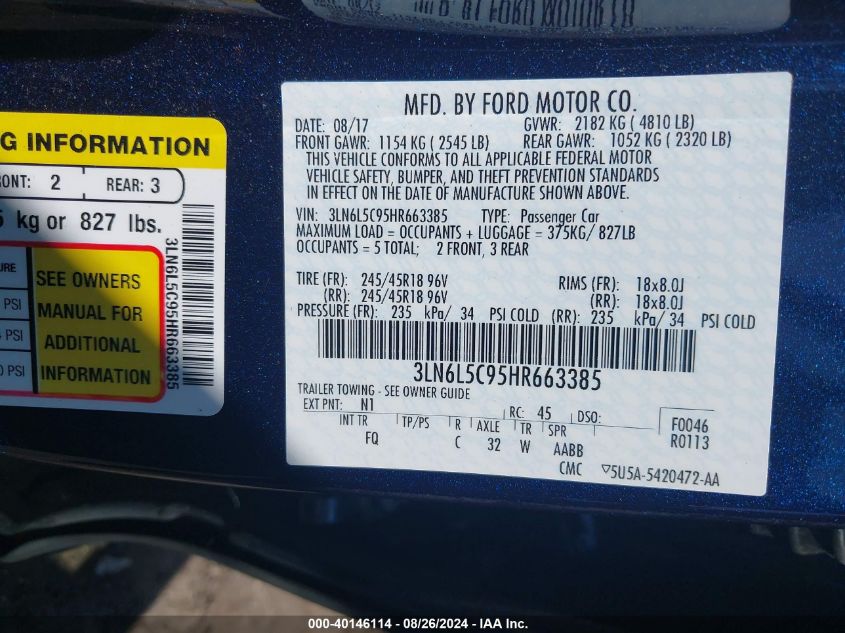 BY FORD MOTOR CO
MFD. BY FORD MOTOR CO.
DATE: 08/17 GVWR: 2182 KG ( 4810 LB)
FRONT GAWR: 1154 KG ( 2545 LB) REAR GAWR: 1052 KG ( 2320 LB)
THIS VEHICLE CONFORMS TO ALL APPLICABLE FEDERAL MOTOR
VEHICLE SAFETY, BUMPER, AND THEFT PREVENTION STANDARDS
IN EFFECT ON THE DATE OF MANUFACTURE SHOWN ABOVE.
VIN: 3LN6L5C95HR663385 TYPE: Passenger Car
MAXIMUM LOAD = OCCUPANTS + LUGGAGE = 375KG/ 827LB
OCCUPANTS = 5 TOTAL; 2 FRONT, 3 REAR
TIRE (FR): 245/45R18 96V RIMS (FR): 18x8.0J
(RR): 245/45R18 96V (RR): 18x8.0J
PRESSURE (FR): 235 kPa/ 34 PSI COLD (RR): 235 kPa/ 34 PSI COLD
3LN6L5C95HR663385
TRAILER TOWING - SEE OWNER GUIDE
EXT PNT: N1 RC: 45 DSO: F0046
INT TR TP/PS R AXLE TR SPR R0113
FQ C 32 W AABB
CMC ▽5U5A-5420472-AA
G INFORMATION
RONT: 2 REAR: 3
5 kg or 827 lbs.
URE
PSI
PSI
PSI
SEE OWNERS
MANUAL FOR
ADDITIONAL
INFORMATION
3LN6L5C95HR663385
000-40146114 - 08/26/2024 - IAA Inc.